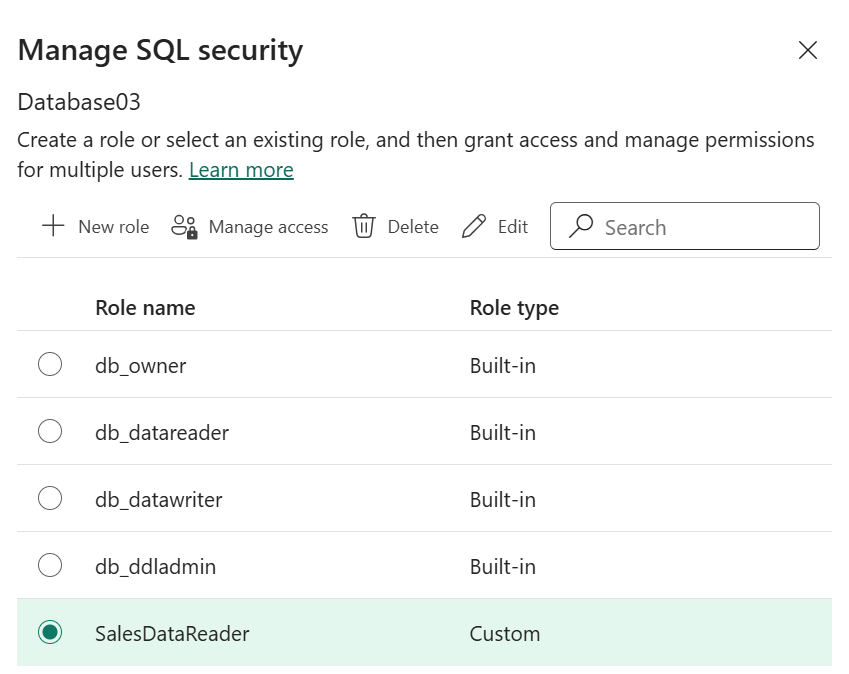 Manage SQL security
Database03
Create a role or select an existing role, and then grant access and manage permissions
for multiple users. Learn more
New role Manage access Delete Edit Search
Role name Role type
db_owner Built-in
db_datareader Built-in
db_datawriter Built-in
db_ddladmin Built-in
SalesDataReader Custom